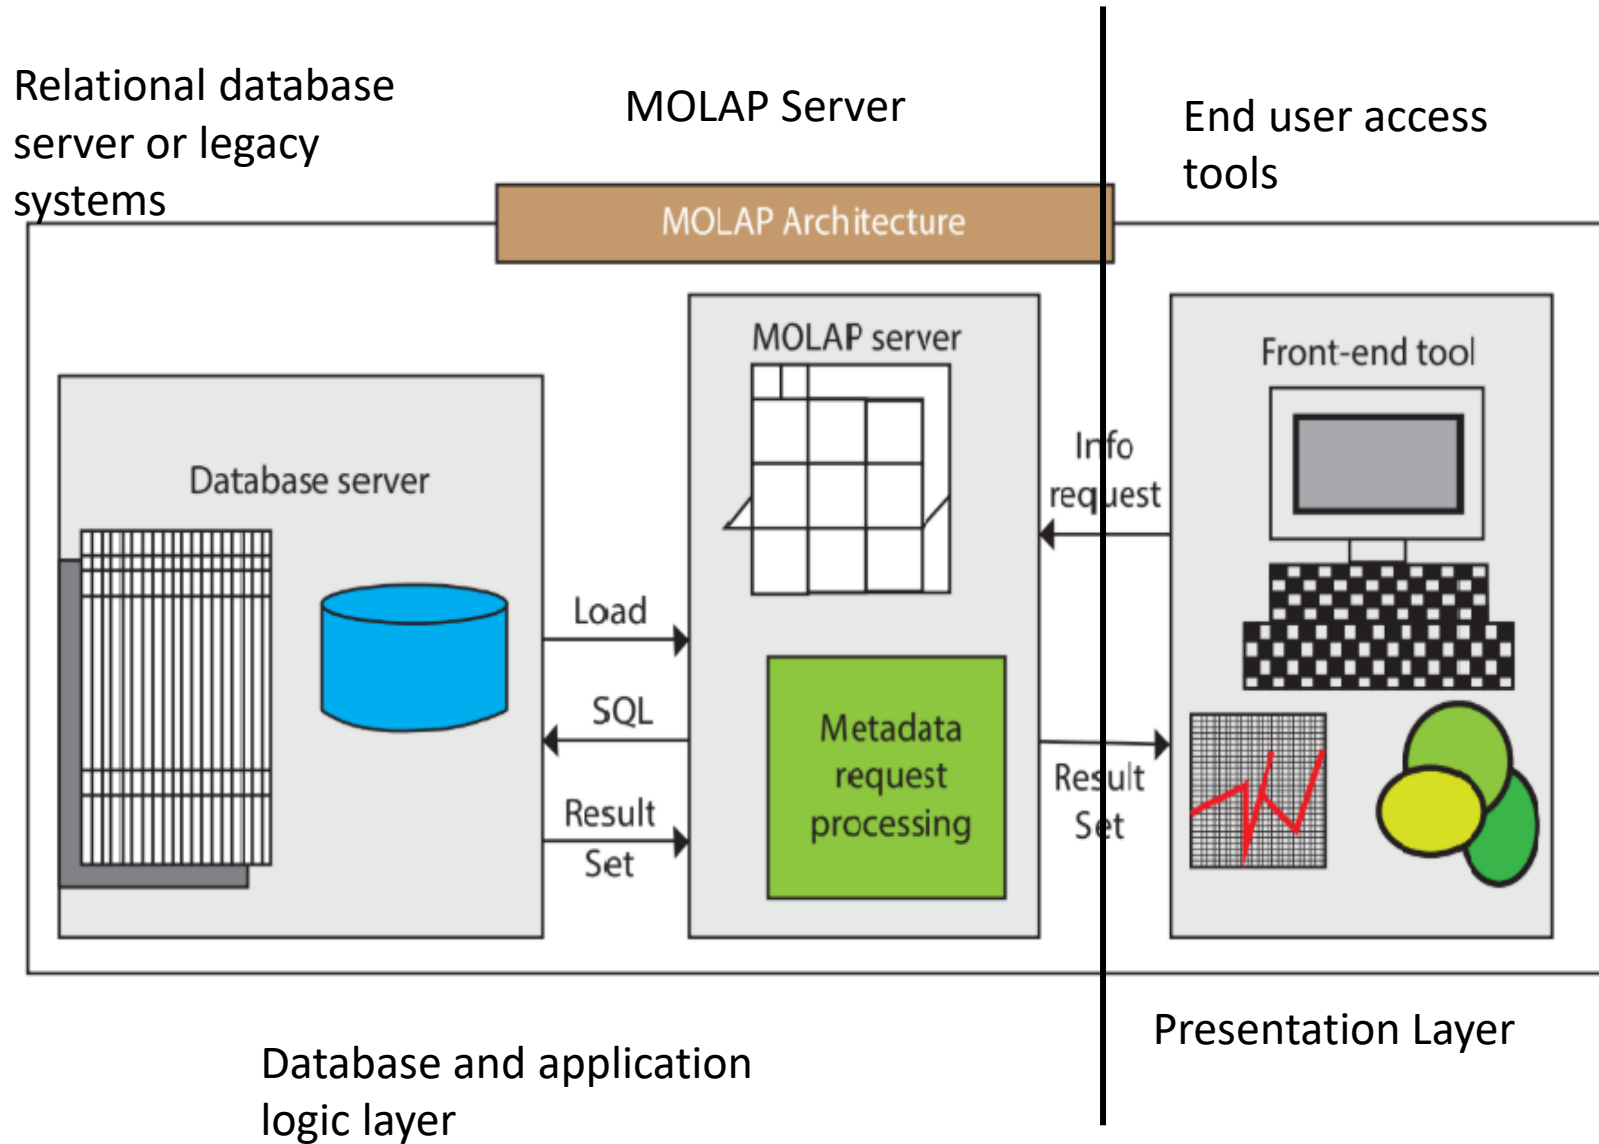 Relational database
server or legacy
systems
MOLAP Server
End user access
tools
MOLAP Architecture
Database server
MOLAP server
Front-end tool
Info
request
Load
SQL
Result
Set
Metadata
request
processing
Result
Set
Database and application
logic layer
Presentation Layer